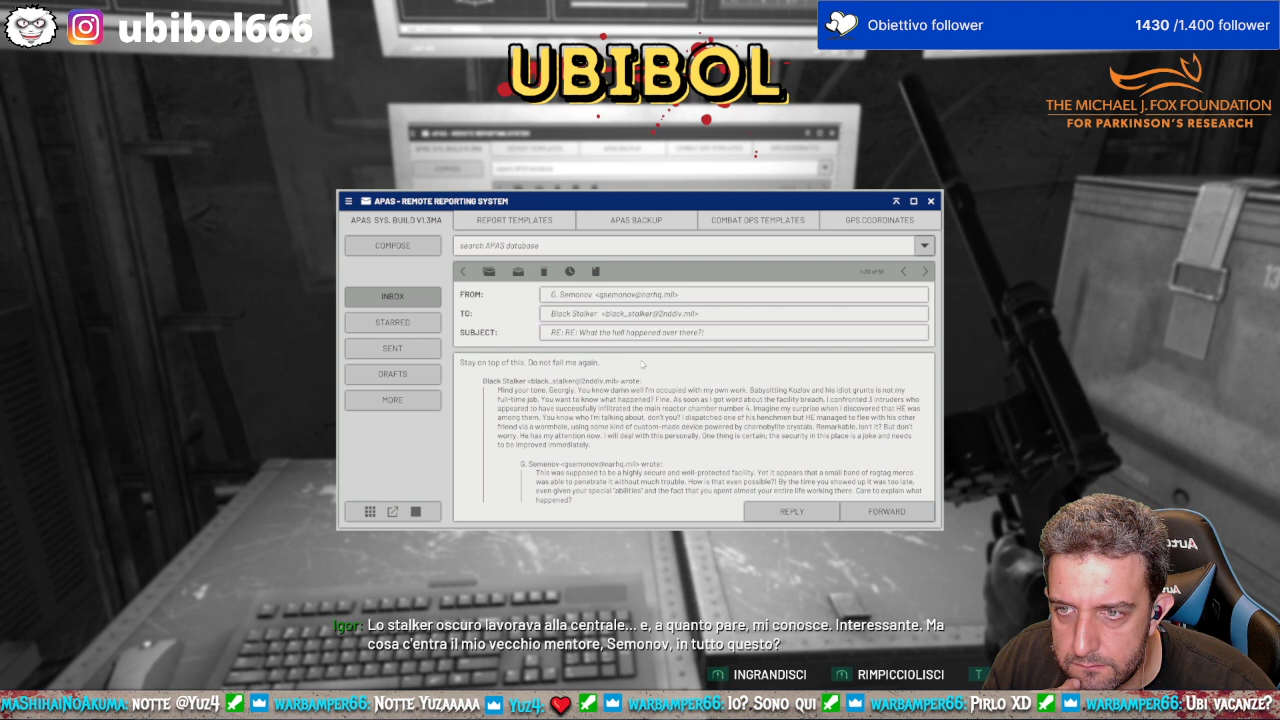 ubibol666
Obiettivo follower
1430 /1.400 follower
UBIBOL
THE MICHAEL J. FOX FOUNDATION
FOR PARKINSON'S RESEARCH
APAS - REMOTE REPORTING SYSTEM
APAS SYS. BUILD V1.3MA
REPORT TEMPLATES
APAS BACKUP
COMBAT OPS TEMPLATES
GPS COORDINATES
COMPOSE
search APAS database
INBOX
STARRED
SENT
DRAFTS
MORE
FROM:
G. Semonov <gsemonov@narhq.mil>
TO:
Black Stalker <black_stalker@2nddiv.mil>
SUBJECT:
RE: RE: What the hell happened over there?!
Stay on top of this. Do not fail me again.
Black Stalker <black_stalker@2nddiv.mil> wrote:
Mind your tone, Georgiy. You know damn well I'm occupied with my own work. Babysitting Kozlov and his idiot grunts is not my
full-time job. You want to know what happened? Fine. As soon as I got word about the facility breach, I confronted 3 intruders who
appeared to have successfully infiltrated the main reactor chamber number 4. Imagine my surprise when I discovered that HE was
among them. You know who I'm talking about, don't you? I dispatched one of his henchmen but HE managed to flee with his other
friend via a wormhole, using some kind of custom-made device powered by chernobylite crystals. Remarkable, isn't it? But don't
worry. He has my attention now. I will deal with this personally. One thing is certain; the security in this place is a joke and needs
to be improved immediately.
G. Semenov <gsemonov@narhq.mil> wrote:
This was supposed to be a highly secure and well-protected facility. Yet it appears that a small band of ragtag mercs
was able to penetrate it without much trouble. How is that even possible?! By the time you showed up it was too late,
even given your special "abilities" and the fact that you spent almost your entire life working there. Care to explain what
happened?
REPLY
FORWARD
Igor: Lo stalker oscuro lavorava alla centrale... e, a quanto pare, mi conosce. Interessante. Ma
cosa c'entra il mio vecchio mentore, Semonov, in tutto questo?
INGRANDISCI
RIMPICCIOLISCI
T
maShihaiNoAkuma: notte @Yuz4 warbamper66: Notte Yuzaaaaa Yuz4: warbamper66: Io? Sono qui warbamper66: Pirlo XD warbamper66: Ubi vacanze?